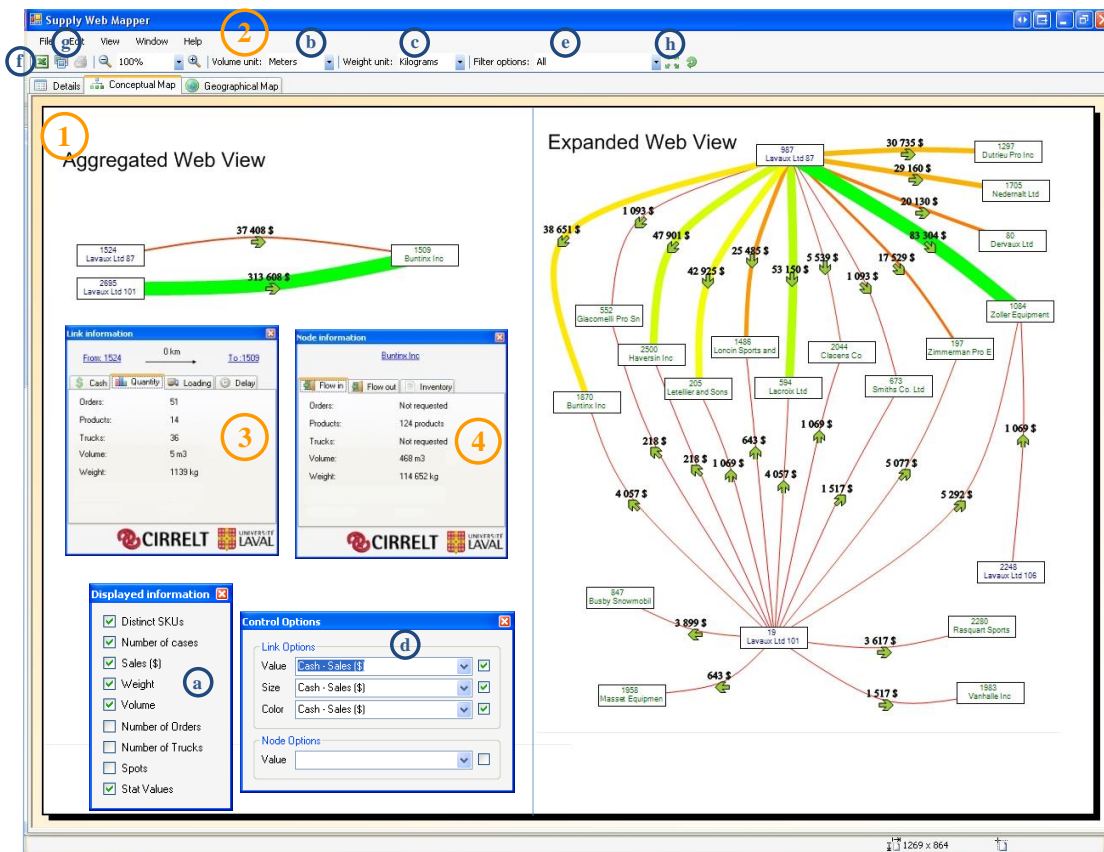 Supply Web Mapper
File Edit View Window Help
2
g
f
b
c
e
h
100% Volume unit: Meters Weight unit: Kilograms Filter options: All
Details Conceptual Map Geographical Map
1
Aggregated Web View
37 408 $
1524
Lavaux Ltd 87
1509
Buntinx Inc
313 608 $
2695
Lavaux Ltd 101
Link information
From: 1524
0 km
To :1509
Cash Quantity Loading Delay
Orders: 51
Products: 14
Trucks: 36
Volume: 5 m3
Weight: 1139 kg
3
CIRRELT
UNIVERSITÉ
LAVAL
Node information
Buntinx Inc
Flow in Flow out Inventory
Orders: Not requested
Products: 124 products
Trucks: Not requested
Volume: 468 m3
Weight: 114 652 kg
4
CIRRELT
UNIVERSITÉ
LAVAL
Displayed information
Distinct SKUs
Number of cases
Sales ($)
Weight
Volume
Number of Orders
Number of Trucks
Spots
Stat Values
a
Control Options
d
Link Options
Value Cash - Sales ($)
Size Cash - Sales ($)
Color Cash - Sales ($)
Node Options
Value
Expanded Web View
987
Lavaux Ltd 87
30 735 $
1297
Dutrieu Pro Inc
29 160 $
1705
Nedernalt Ltd
20 130 $
80
Dervaux Ltd
83 304 $
38 651 $
1 093 $
47 901 $
42 925 $
25 485 $
53 150 $
5 539 $
1 093 $
17 529 $
1084
Zoller Equipment
552
Giacomelli Pro Sn
2500
Haversin Inc
1486
Loncin Sports and
2044
Clacens Co
197
Zimmerman Pro E
1870
Buntinx Inc
205
Letellier and Sons
594
Lacroix Ltd
673
Smiths Co. Ltd
218 $
218 $
1 069 $
643 $
4 057 $
1 069 $
1 517 $
5 077 $
1 069 $
4 057 $
5 292 $
2248
Lavaux Ltd 106
847
Busby Snowmobil
3 899 $
19
Lavaux Ltd 101
3 617 $
2280
Rasquart Sports
643 $
1958
Masset Equipmen
1 517 $
1983
Vanhalle Inc
1269 x 864